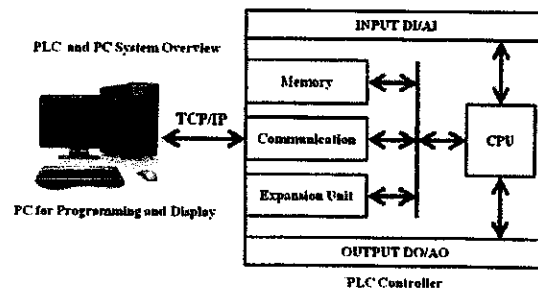 PLC and PC System Overview
TCP/IP
PC for Programming and Display
INPUT DI/AI
Memory
Communication
Expansion Unit
CPU
OUTPUT DO/AO
PLC Controller